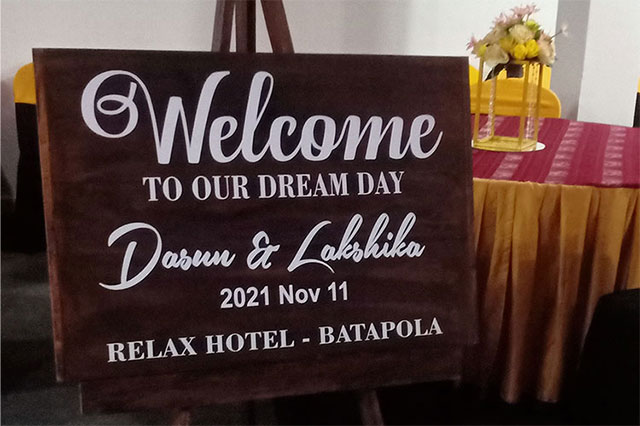 Welcome
TO OUR DREAM DAY
Dasun & Lakshika
2021 Nov 11
RELAX HOTEL - BATAPOLA